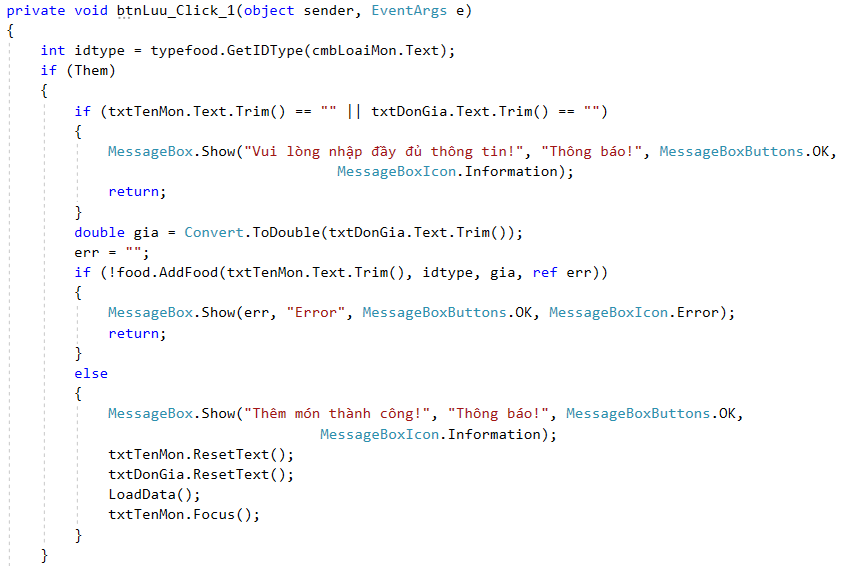 private void btnLuu_Click_1(object sender, EventArgs e)
{
    int idtype = typefood.GetIDType(cmbLoaiMon.Text);
    if (Them)
    {
        if (txtTenMon.Text.Trim() == "" || txtDonGia.Text.Trim() == "")
        {
            MessageBox.Show("Vui lòng nhập đầy đủ thông tin!", "Thông báo!", MessageBoxButtons.OK,
                                       MessageBoxIcon.Information);
            return;
        }
        double gia = Convert.ToDouble(txtDonGia.Text.Trim());
        err = "";
        if (!food.AddFood(txtTenMon.Text.Trim(), idtype, gia, ref err))
        {
            MessageBox.Show(err, "Error", MessageBoxButtons.OK, MessageBoxIcon.Error);
            return;
        }
        else
        {
            MessageBox.Show("Thêm món thành công!", "Thông báo!", MessageBoxButtons.OK,
                                     MessageBoxIcon.Information);
            txtTenMon.ResetText();
            txtDonGia.ResetText();
            LoadData();
            txtTenMon.Focus();
        }
    }